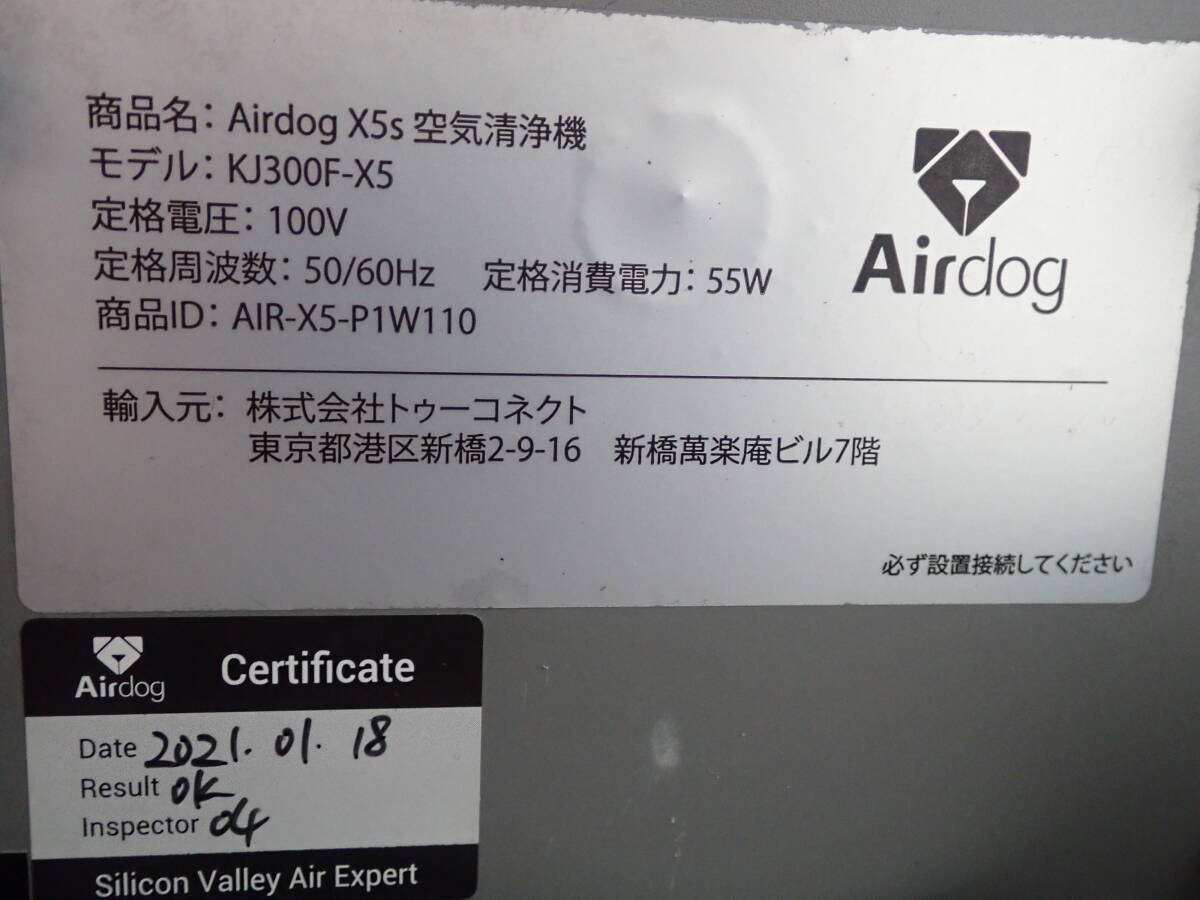 商品名：Airdog X5s 空気清浄機
モデル：KJ300F-X5
定格電圧：100V
定格周波数：50/60Hz　定格消費電力：55W
商品ID：AIR-X5-P1W110
Airdog
輸入元：株式会社トゥーコネクト
東京都港区新橋2-9-16　新橋萬楽庵ビル7階
必ず設置接続してください
Airdog
Certificate
Date 2021.01.18
Result OK
Inspector 04
Silicon Valley Air Expert